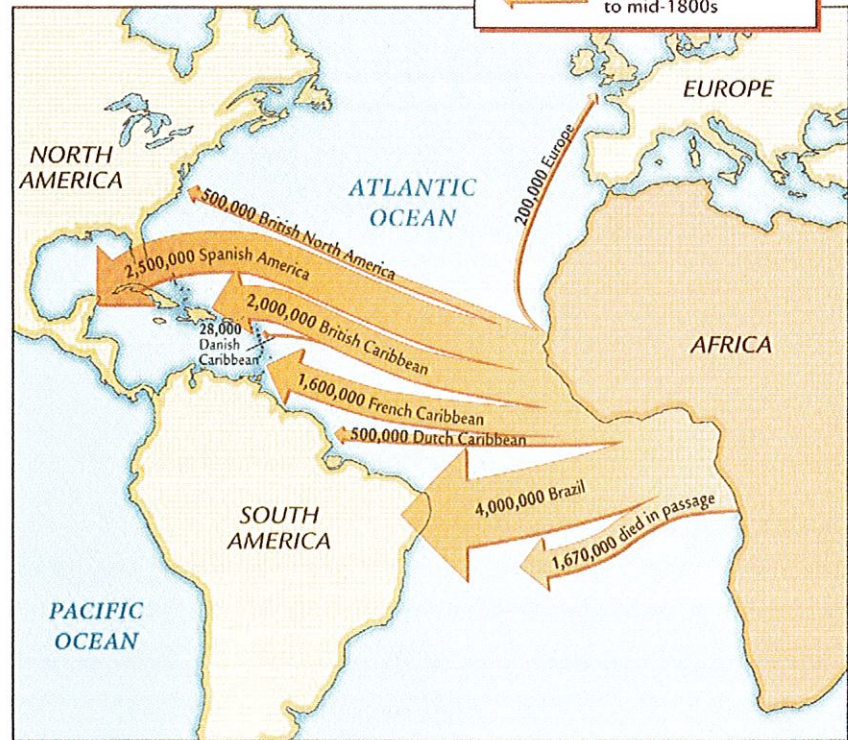 to mid-1800s
EUROPE
NORTH
AMERICA
ATLANTIC
OCEAN
200,000 Europe
500,000 British North America
2,500,000 Spanish America
2,000,000 British Caribbean
28,000
Danish
Caribbean
AFRICA
1,600,000 French Caribbean
500,000 Dutch Caribbean
4,000,000 Brazil
SOUTH
AMERICA
1,670,000 died in passage
PACIFIC
OCEAN